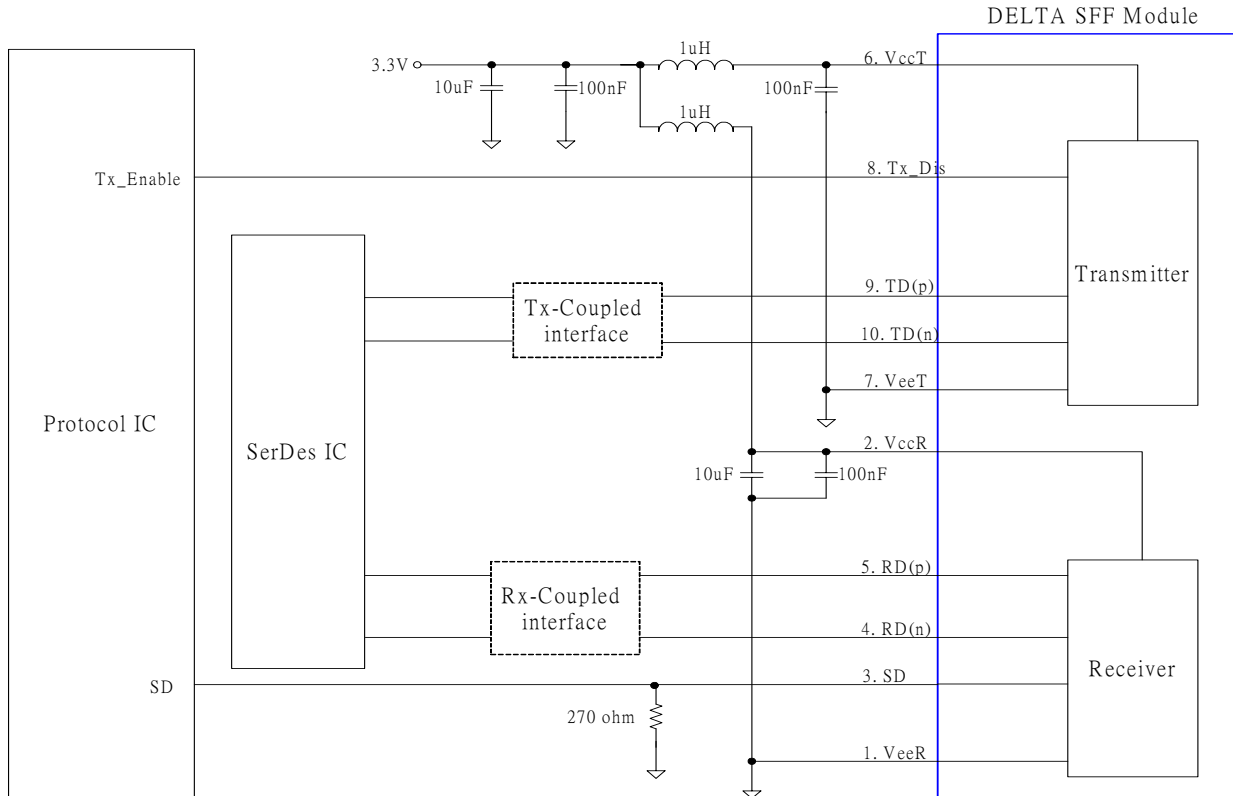 DELTA SFF Module
1uH
6. VccT
3.3V
10uF
100nF
100nF
1uH
Tx_Enable
8. Tx_Dis
Transmitter
9. TD(p)
Tx-Coupled
interface
10. TD(n)
7. VeeT
Protocol IC
SerDes IC
2. VccR
10uF
100nF
5. RD(p)
Rx-Coupled
interface
4. RD(n)
Receiver
SD
3. SD
270 ohm
1. VeeR